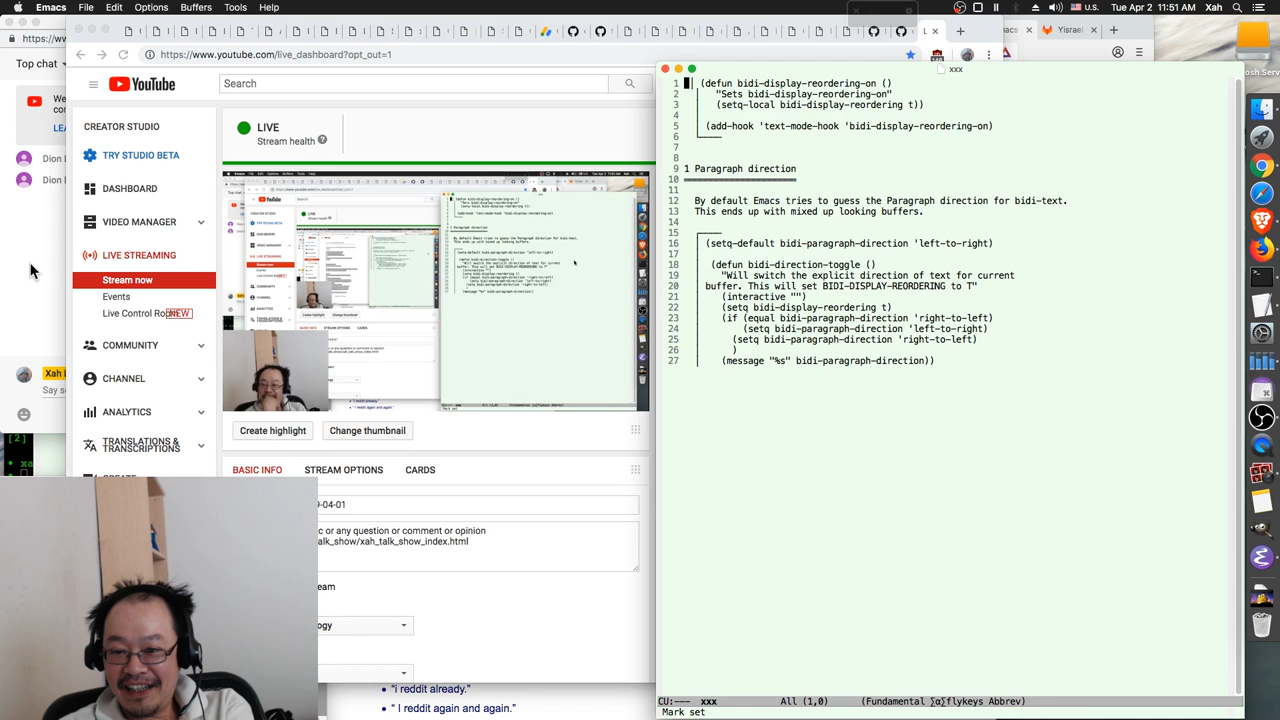 Emacs File Edit Options Buffers Tools Help
U.S. Tue Apr 2 11:51 AM Xah
https://www.youtube.com/live_dashboard?opt_out=1
Yisrael
Top chat
YouTube
Search
CREATOR STUDIO
TRY STUDIO BETA
DASHBOARD
VIDEO MANAGER
LIVE STREAMING
Stream now
Events
Live Control Room NEW
COMMUNITY
CHANNEL
ANALYTICS
TRANSLATIONS &
TRANSCRIPTIONS
LIVE
Stream health
Create highlight
Change thumbnail
BASIC INFO STREAM OPTIONS CARDS
9-04-01
c or any question or comment or opinion
alk_show/xah_talk_show_index.html
• "i reddit already."
• " I reddit again and again."
xxx
1 (defun bidi-display-reordering-on ()
2 "Sets bidi-display-reordering-on"
3 (setq-local bidi-display-reordering t))
4
5 (add-hook 'text-mode-hook 'bidi-display-reordering-on)
6
7
8
9 1 Paragraph direction
10
11
12 By default Emacs tries to guess the Paragraph direction for bidi-text.
13 This ends up with mixed up looking buffers.
14
15
16 (setq-default bidi-paragraph-direction 'left-to-right)
17
18 (defun bidi-direction-toggle ()
19 "Will switch the explicit direction of text for current
20 buffer. This will set BIDI-DISPLAY-REORDERING to T"
21 (interactive "")
22 (setq bidi-display-reordering t)
23 (if (equal bidi-paragraph-direction 'right-to-left)
24 (setq bidi-paragraph-direction 'left-to-right)
25 (setq bidi-paragraph-direction 'right-to-left)
26 )
27 (message "%s" bidi-paragraph-direction))
CU:--- xxx All (1,0) (Fundamental ∑α∑flykeys Abbrev)
Mark set